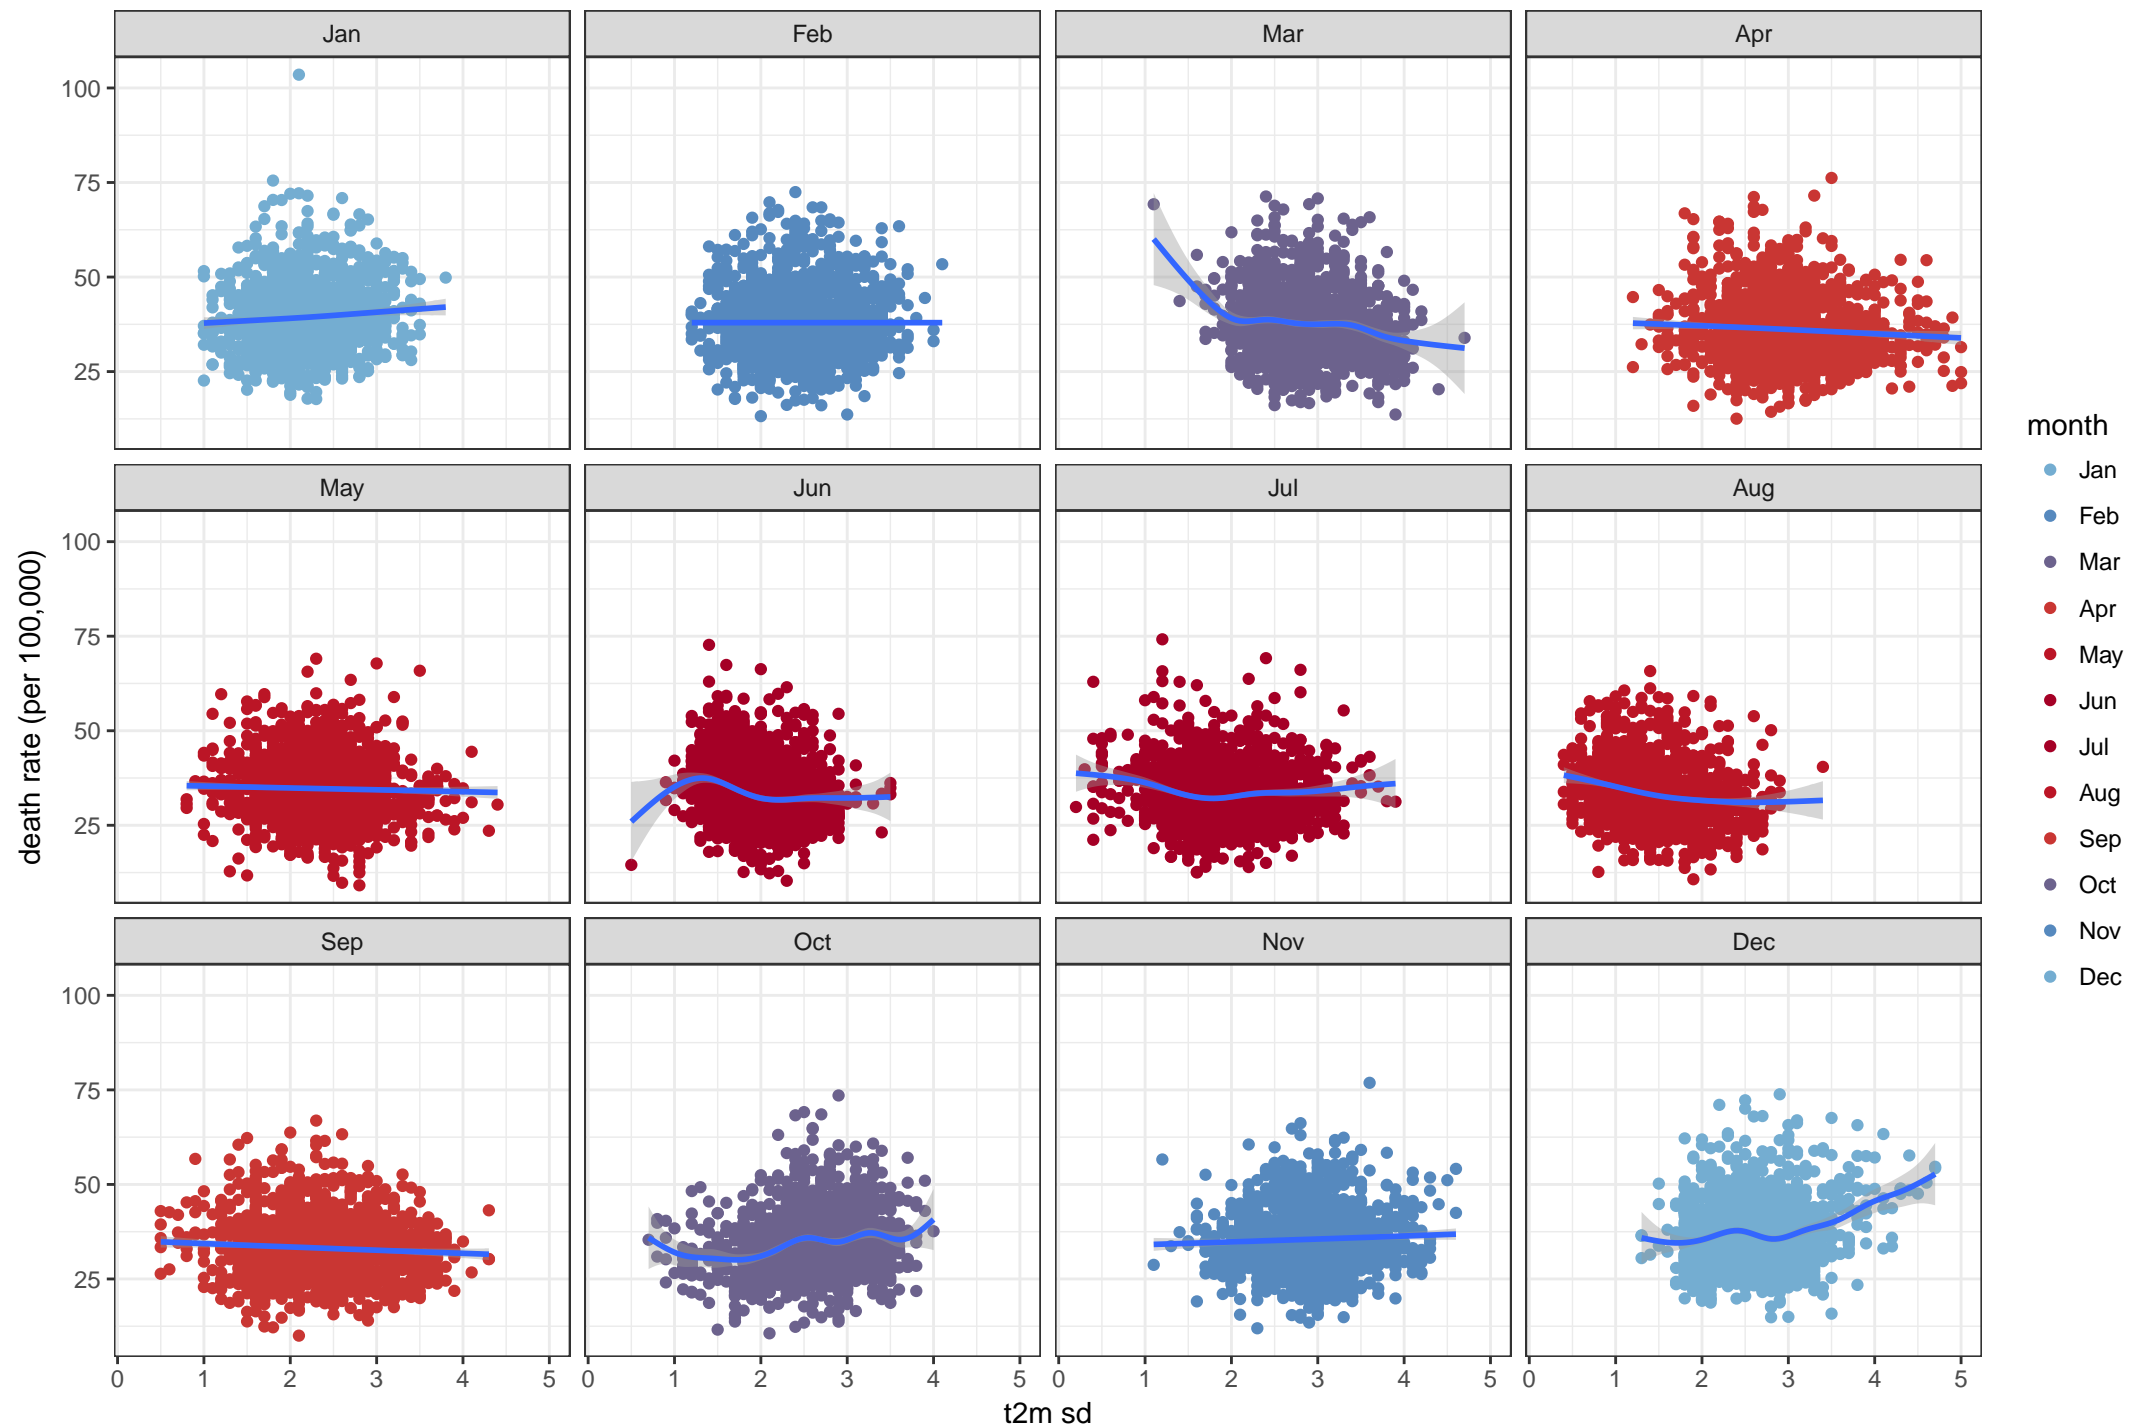 Jan Feb Mar Apr
100
75
50
25
May Jun Jul Aug
100
75
50
25
Sep Oct Nov Dec
100
75
50
25
0 1 2 3 4 5 0 1 2 3 4 5 0 1 2 3 4 5 0 1 2 3 4 5
t2m sd
death rate (per 100,000)
month
Jan
Feb
Mar
Apr
May
Jun
Jul
Aug
Sep
Oct
Nov
Dec